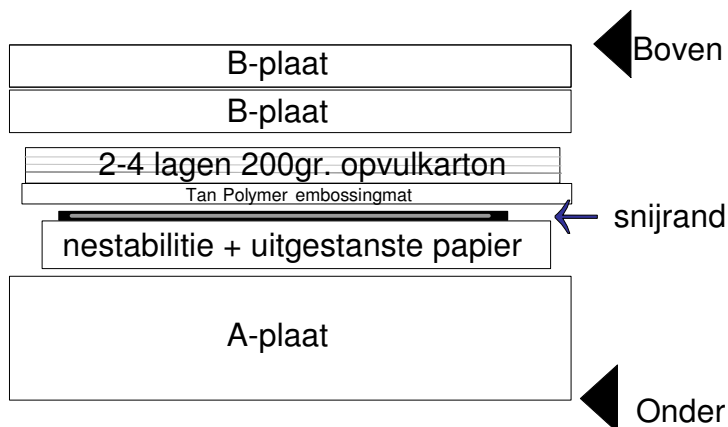 Boven
B-plaat
B-plaat
2-4 lagen 200gr. opvulkarton
Tan Polymer embossingmat
snijrand
nestabilitie + uitgestanste papier
A-plaat
Onder